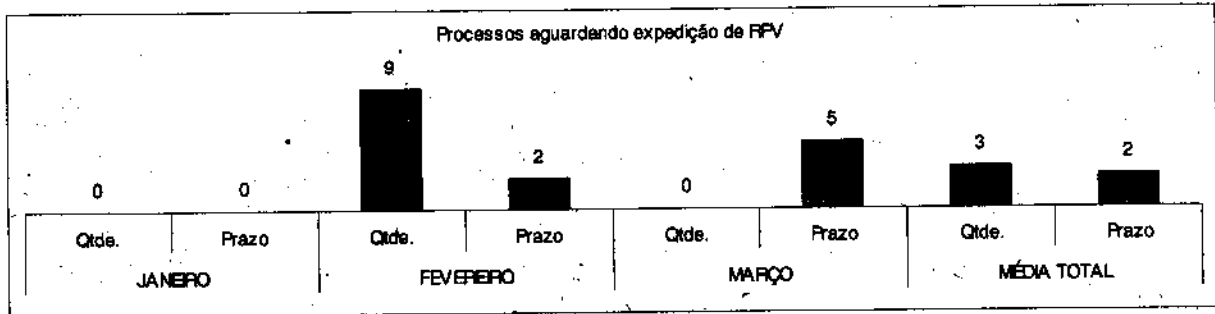 Processos aguardando expedição de RPV
9
5
3
2
2
0
0
0
Qtde.
Prazo
Qtde.
Prazo
Qtde.
Prazo
Qtde.
Prazo
JANEIRO
FEVEREIRO
MARÇO
MÉDIA TOTAL